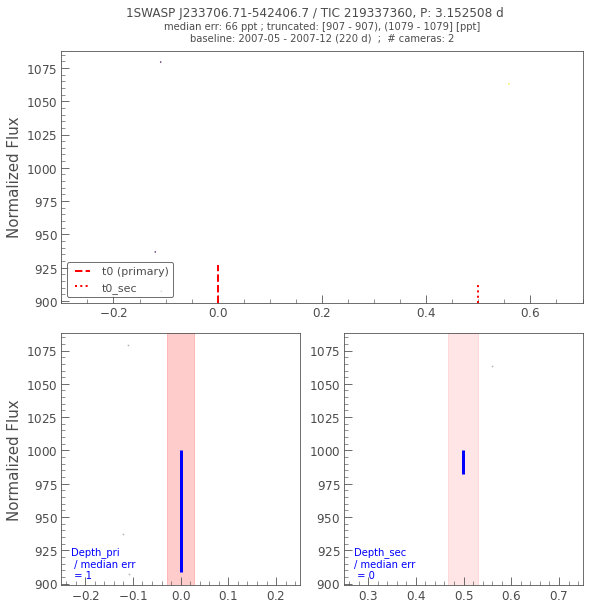 1SWASP J233706.71-542406.7 / TIC 219337360, P: 3.152508 d
median err: 66 ppt ; truncated: [907 - 907), (1079 - 1079] [ppt]
baseline: 2007-05 - 2007-12 (220 d)  ;  # cameras: 2
Normalized Flux
1075
1050
1025
1000
975
950
925
900
t0 (primary)
t0_sec
−0.2 0.0 0.2 0.4 0.6
Normalized Flux
1075
1050
1025
1000
975
950
925
900
Depth_pri
/ median err
= 1
−0.2 −0.1 0.0 0.1 0.2
1075
1050
1025
1000
975
950
925
900
Depth_sec
/ median err
= 0
0.3 0.4 0.5 0.6 0.7